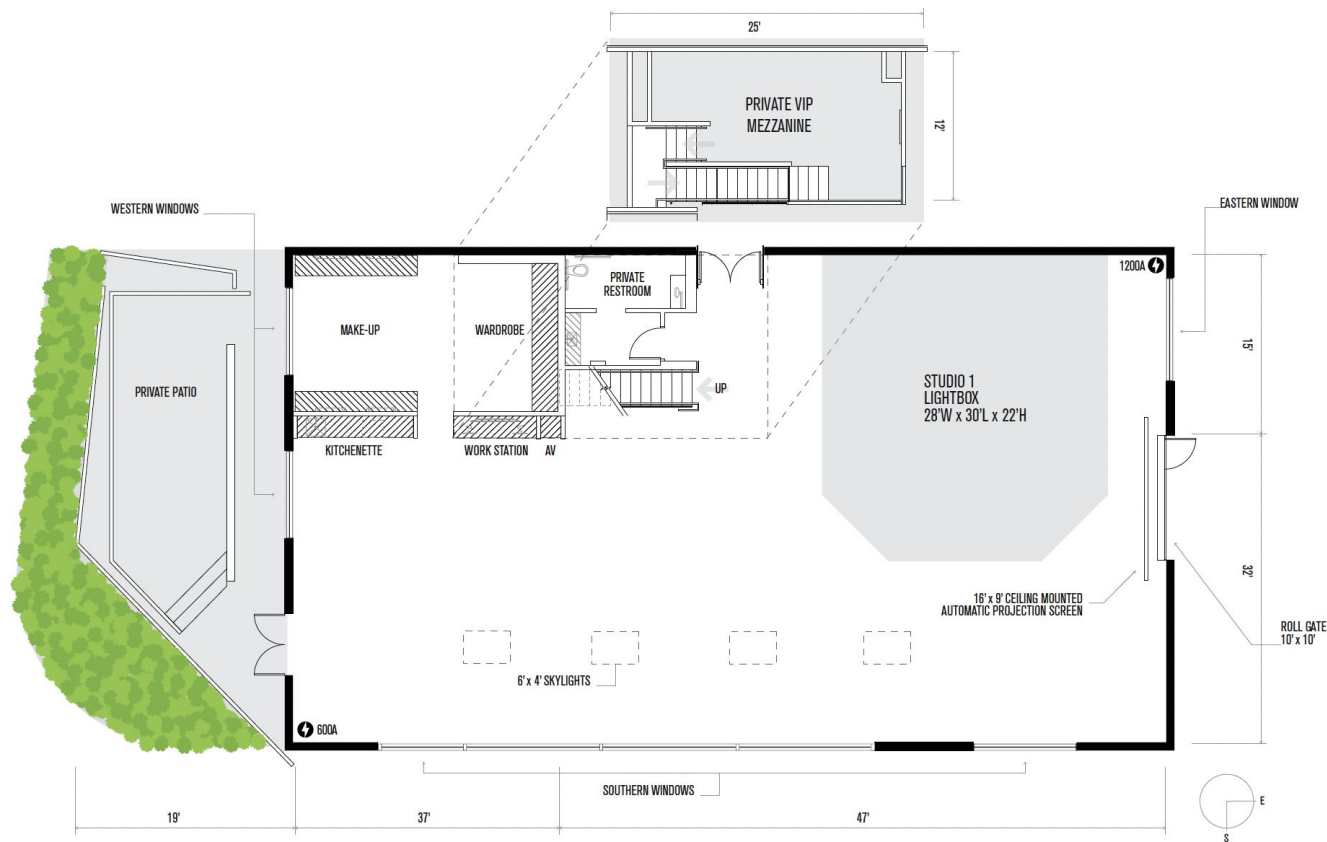 25'
PRIVATE VIP
MEZZANINE
12'
WESTERN WINDOWS
EASTERN WINDOW
1200A
PRIVATE
RESTROOM
MAKE-UP
WARDROBE
15'
PRIVATE PATIO
UP
STUDIO 1
LIGHTBOX
28'W x 30'L x 22'H
KITCHENETTE
WORK STATION
AV
32'
16' x 9' CEILING MOUNTED
AUTOMATIC PROJECTION SCREEN
ROLL GATE
10' x 10'
6' x 4' SKYLIGHTS
600A
SOUTHERN WINDOWS
E
S
19'
37'
47'